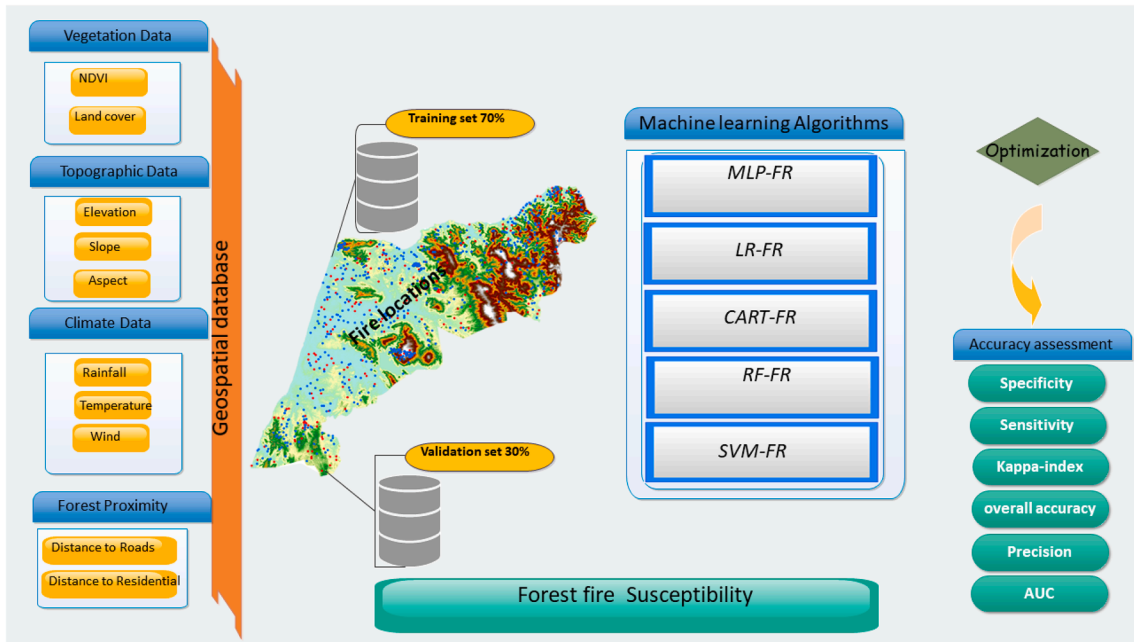 Vegetation Data
NDVI
Land cover
Topographic Data
Elevation
Slope
Aspect
Climate Data
Rainfall
Temperature
Wind
Forest Proximity
Distance to Roads
Distance to Residential
Geospatial database
Training set 70%
Fire locations
Validation set 30%
Machine learning Algorithms
MLP-FR
LR-FR
CART-FR
RF-FR
SVM-FR
Forest fire Susceptibility
Optimization
Accuracy assessment
Specificity
Sensitivity
Kappa-index
overall accuracy
Precision
AUC